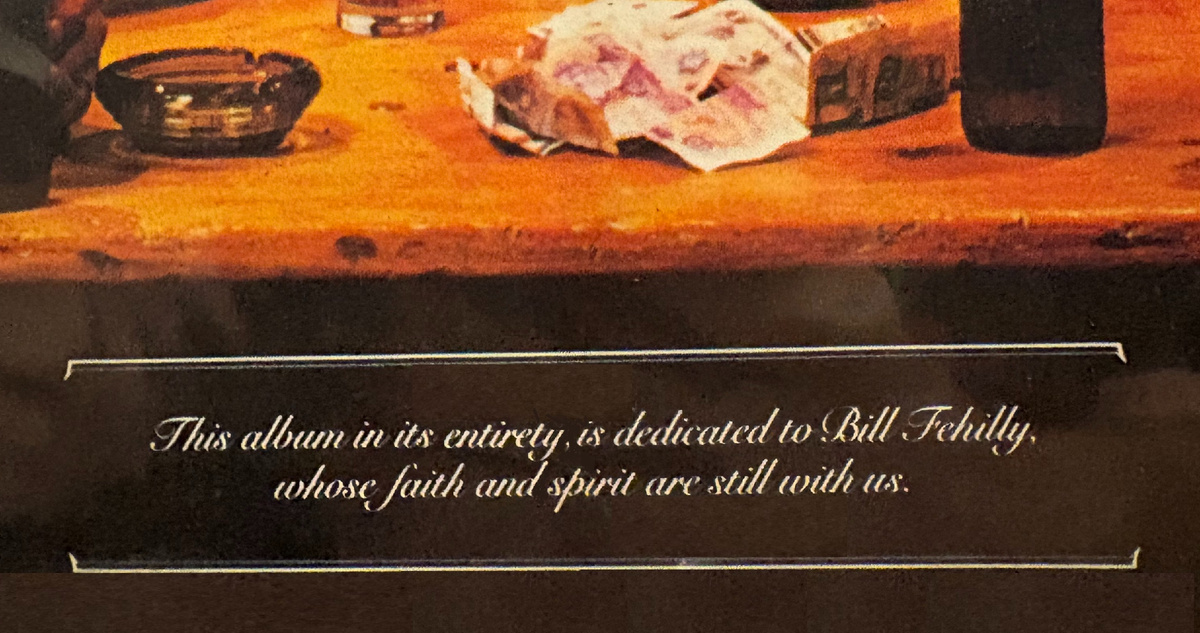 This album in its entirety, is dedicated to Bill Fehilly,
whose faith and spirit are still with us.